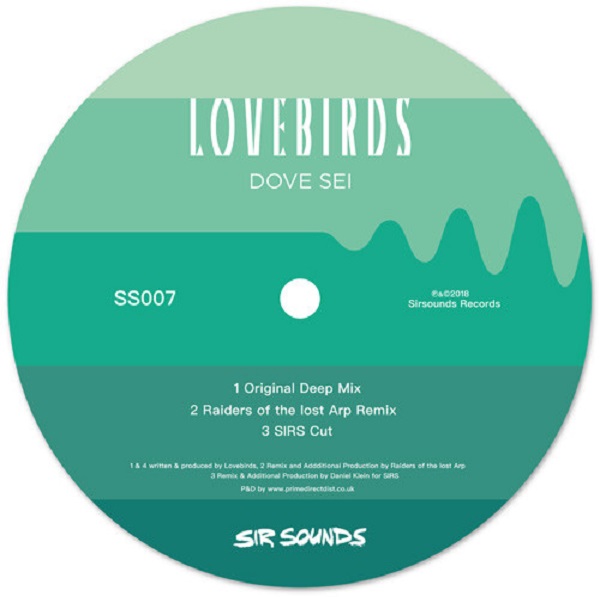 LOVEBIRDS
DOVE SEI
SS007
℗&©2018
Sirsounds Records
1 Original Deep Mix
2 Raiders of the lost Arp Remix
3 SIRS Cut
1 & 4 written & produced by Lovebirds, 2 Remix and Addditional Production by Raiders of the lost Arp
3 Remix & Additional Production by Daniel Klein for SIRS
P&D by www.primedirectdist.co.uk
SIR SOUNDS